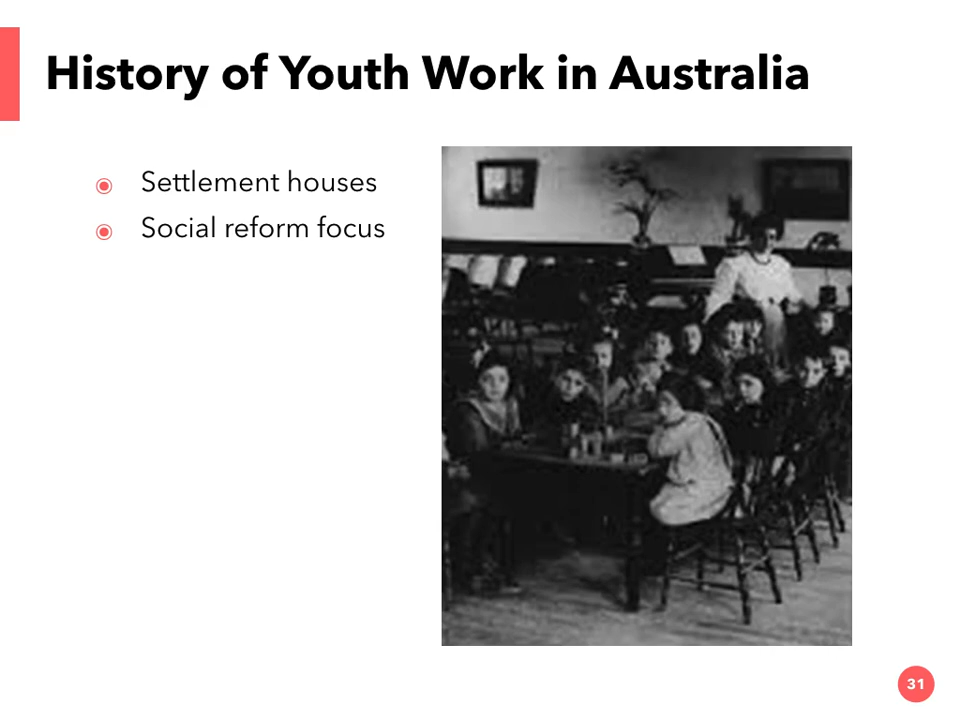 History of Youth Work in Australia
Settlement houses
Social reform focus
31